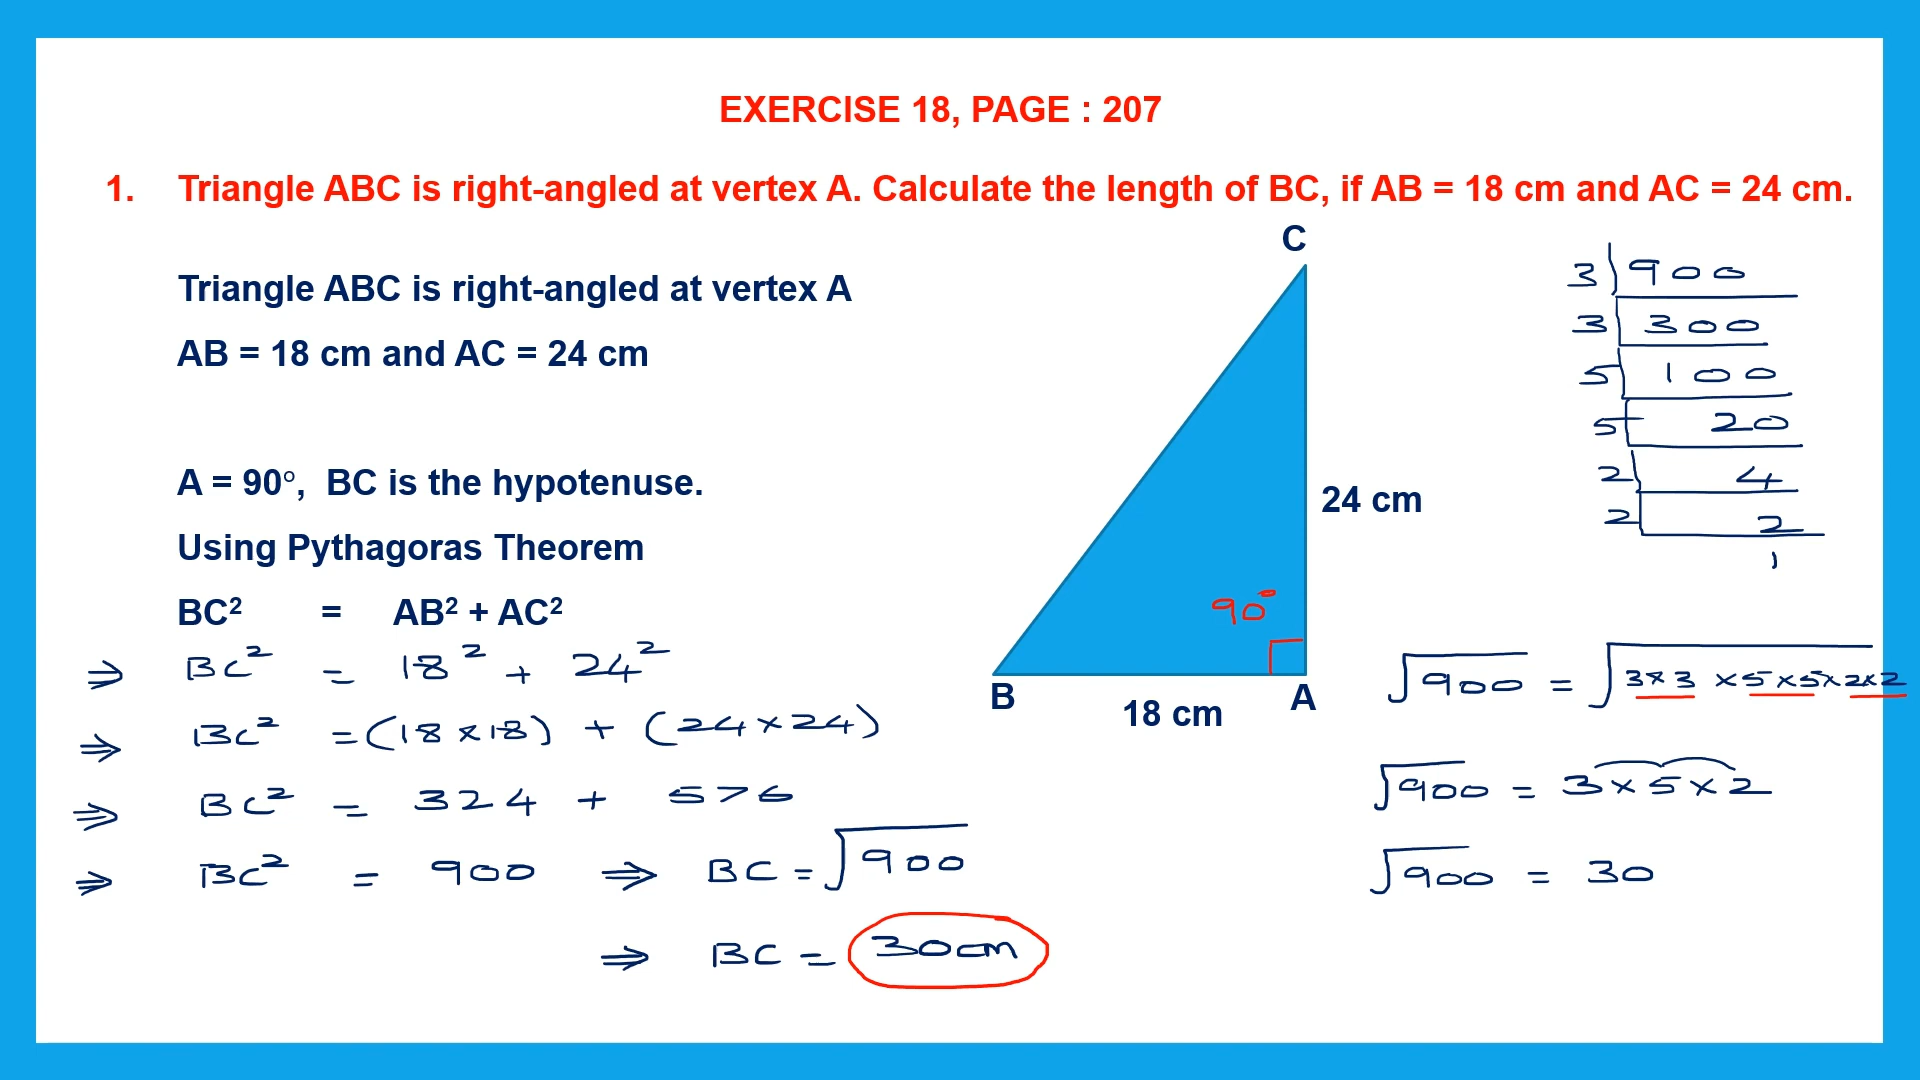 EXERCISE 18, PAGE : 207
1. Triangle ABC is right-angled at vertex A. Calculate the length of BC, if AB = 18 cm and AC = 24 cm.
Triangle ABC is right-angled at vertex A
AB = 18 cm and AC = 24 cm
A = 90°, BC is the hypotenuse.
Using Pythagoras Theorem
BC² = AB² + AC²
⇒ BC² = 18² + 24²
⇒ BC² = (18 × 18) + (24 × 24)
⇒ BC² = 324 + 576
⇒ BC² = 900 ⇒ BC = √900
⇒ BC = 30cm
C
24 cm
90°
B
A
18 cm
3 | 900
3 | 300
5 | 100
5 | 20
2 | 4
2 | 2
1
√900 = √3×3 × 5×5×2×2
√900 = 3×5×2
√900 = 30